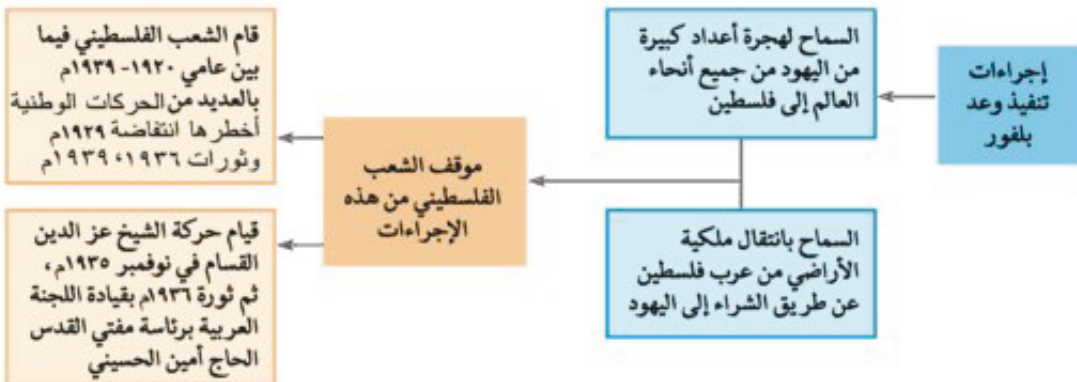 إجراءات
تنفيذ وعد
بلفور
السماح لهجرة أعداد كبيرة
من اليهود من جميع أنحاء
العالم إلى فلسطين
السماح بانتقال ملكية
الأراضي من عرب فلسطين
عن طريق الشراء إلى اليهود
موقف الشعب
الفلسطيني من هذه
الإجراءات
قام الشعب الفلسطيني فيما
بين عامي ١٩٢٠- ١٩٣٩م
بالعديد من الحركات الوطنية
أخطرها انتفاضة ١٩٢٩م
وثورات ١٩٣٦، ١٩٣٩م
قيام حركة الشيخ عز الدين
القسام في نوفمبر ١٩٣٥م،
ثم ثورة ١٩٣٦م بقيادة اللجنة
العربية برئاسة مفتي القدس
الحاج أمين الحسيني